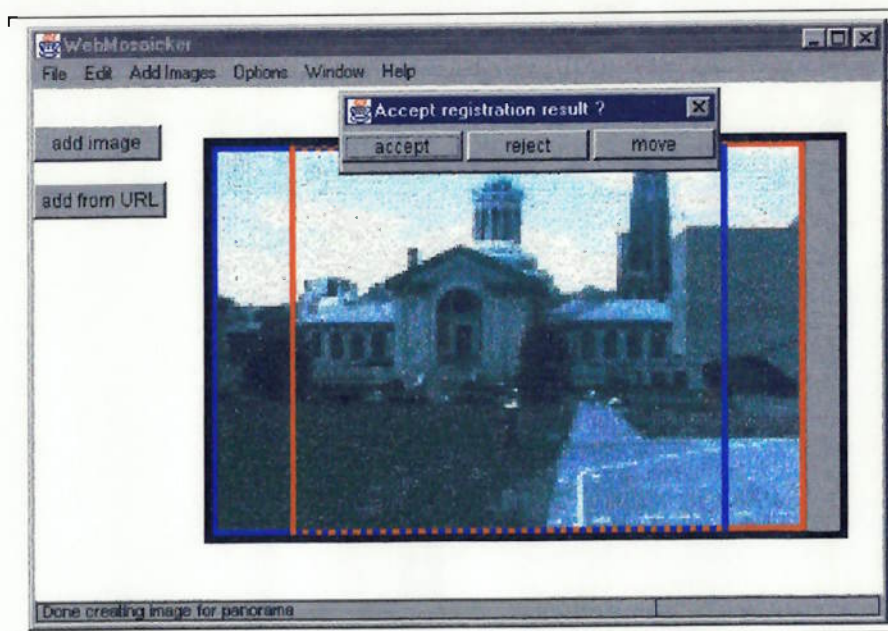 WebMosaicker
File Edit Add Images Options Window Help
Accept registration result ?
accept reject move
add image
add from URL
Done creating image for panorama